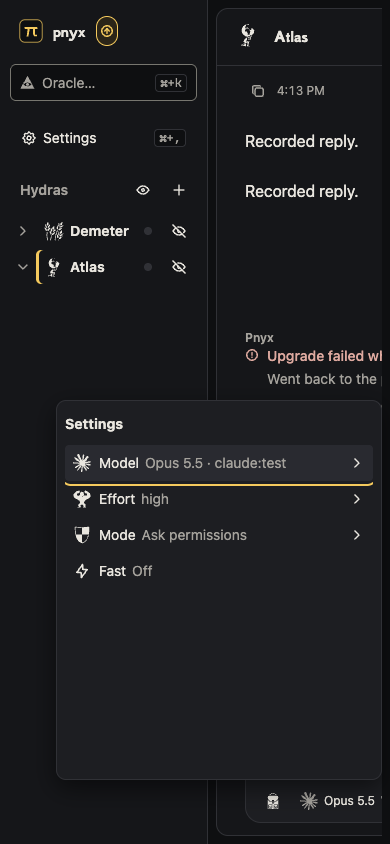 π pnyx
Oracle... ⌘+k
Settings ⌘+,
Hydras
Demeter
Atlas
Atlas
4:13 PM
Recorded reply.
Recorded reply.
Pnyx
Upgrade failed
Went back to the
Settings
Model Opus 5.5 · claude:test
Effort high
Mode Ask permissions
Fast Off
Opus 5.5